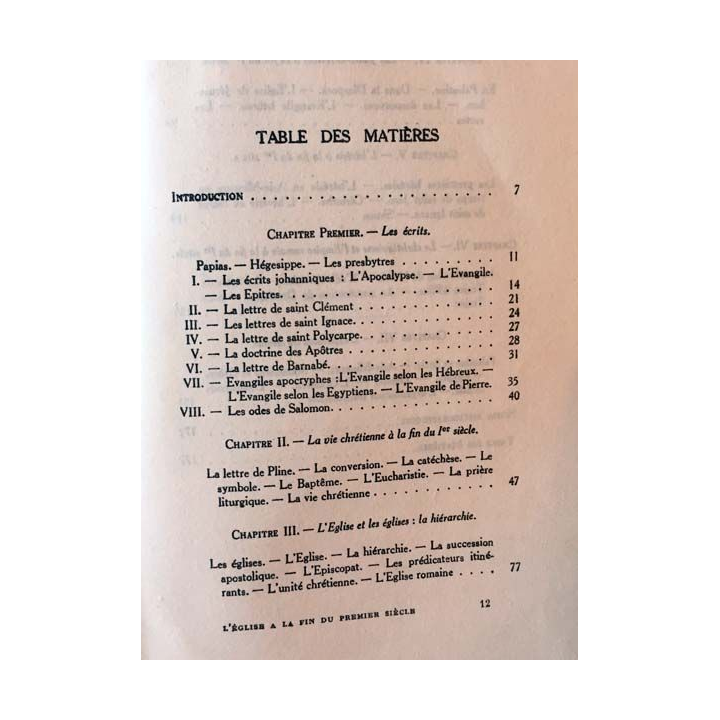 TABLE DES MATIÈRES
INTRODUCTION . . . . . . . . . . . . . . . . . . . . 7
CHAPITRE PREMIER. — Les écrits.
Papias. — Hégesippe. — Les presbytres . . . . . . . . . 11
I. — Les écrits johanniques : L'Apocalypse. — L'Evangile.
— Les Epitres. . . . . . . . . . . . . . . . . . 14
II. — La lettre de saint Clément . . . . . . . . . . . 21
III. — Les lettres de saint Ignace. . . . . . . . . . . 24
IV. — La lettre de saint Polycarpe. . . . . . . . . . . 27
V. — La doctrine des Apôtres . . . . . . . . . . . . 28
VI. — La lettre de Barnabé. . . . . . . . . . . . . . 31
VII. — Evangiles apocryphes : L'Evangile selon les Hébreux. —
L'Evangile selon les Egyptiens. — L'Evangile de Pierre. 35
VIII. — Les odes de Salomon. . . . . . . . . . . . . . 40
CHAPITRE II. — La vie chrétienne à la fin du Ier siècle.
La lettre de Pline. — La conversion. — La catéchèse. — Le
symbole. — Le Baptême. — L'Eucharistie. — La prière
liturgique. — La vie chrétienne . . . . . . . . . . 47
CHAPITRE III. — L'Eglise et les églises : la hiérarchie.
Les églises. — L'Eglise. — La hiérarchie. — La succession
apostolique. — L'Episcopat. — Les prédicateurs itiné-
rants. — L'unité chrétienne. — L'Eglise romaine . . . . 77
L'ÉGLISE A LA FIN DU PREMIER SIÈCLE 12